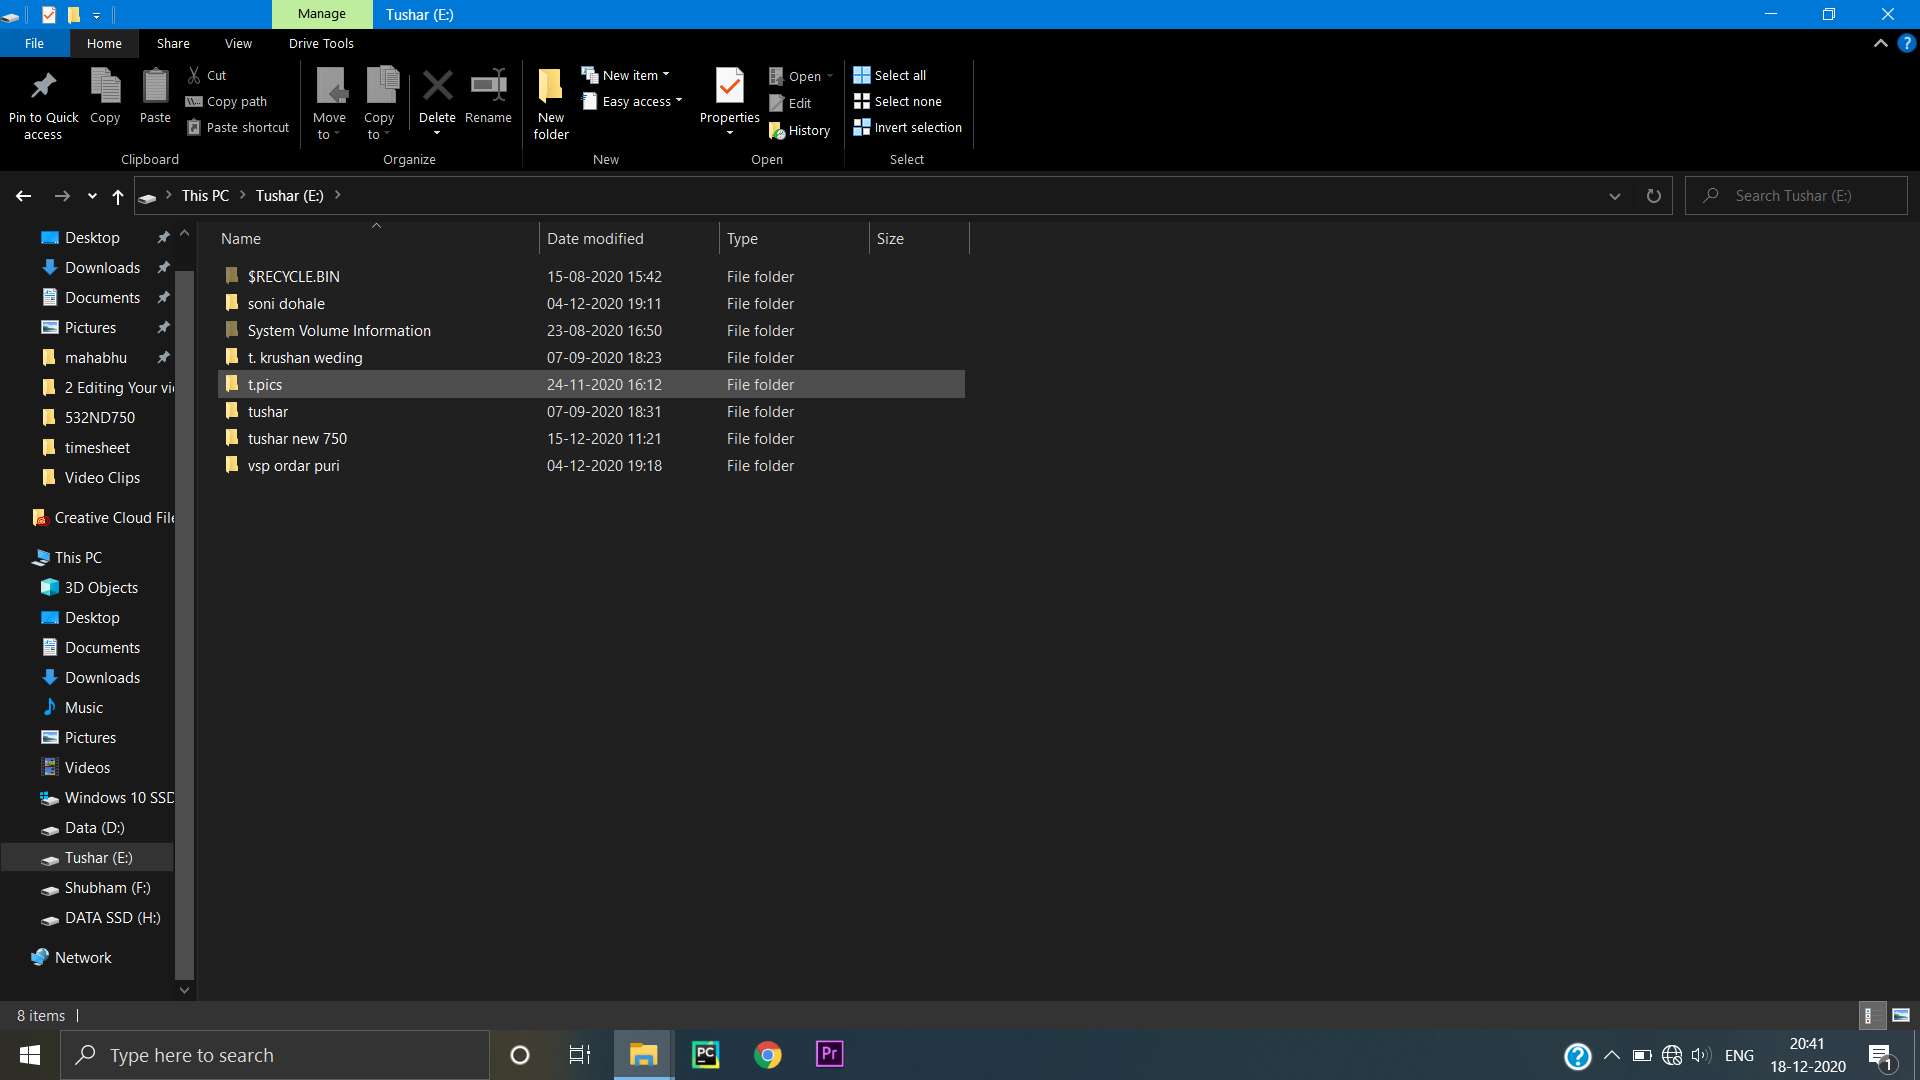 Manage
Tushar (E:)
File
Home
Share
View
Drive Tools
Pin to Quick access
Copy
Paste
Cut
Copy path
Paste shortcut
Clipboard
Move to
Copy to
Delete
Rename
Organize
New folder
New item
Easy access
New
Properties
Open
Edit
History
Open
Select all
Select none
Invert selection
Select
This PC
Tushar (E:)
Search Tushar (E:)
Name
Date modified
Type
Size
$RECYCLE.BIN 15-08-2020 15:42 File folder
soni dohale 04-12-2020 19:11 File folder
System Volume Information 23-08-2020 16:50 File folder
t. krushan weding 07-09-2020 18:23 File folder
t.pics 24-11-2020 16:12 File folder
tushar 07-09-2020 18:31 File folder
tushar new 750 15-12-2020 11:21 File folder
vsp ordar puri 04-12-2020 19:18 File folder
Desktop
Downloads
Documents
Pictures
mahabhu
2 Editing Your vi
532ND750
timesheet
Video Clips
Creative Cloud File
This PC
3D Objects
Desktop
Documents
Downloads
Music
Pictures
Videos
Windows 10 SSD
Data (D:)
Tushar (E:)
Shubham (F:)
DATA SSD (H:)
Network
8 items
Type here to search
PC
Pr
ENG
20:41
18-12-2020
1